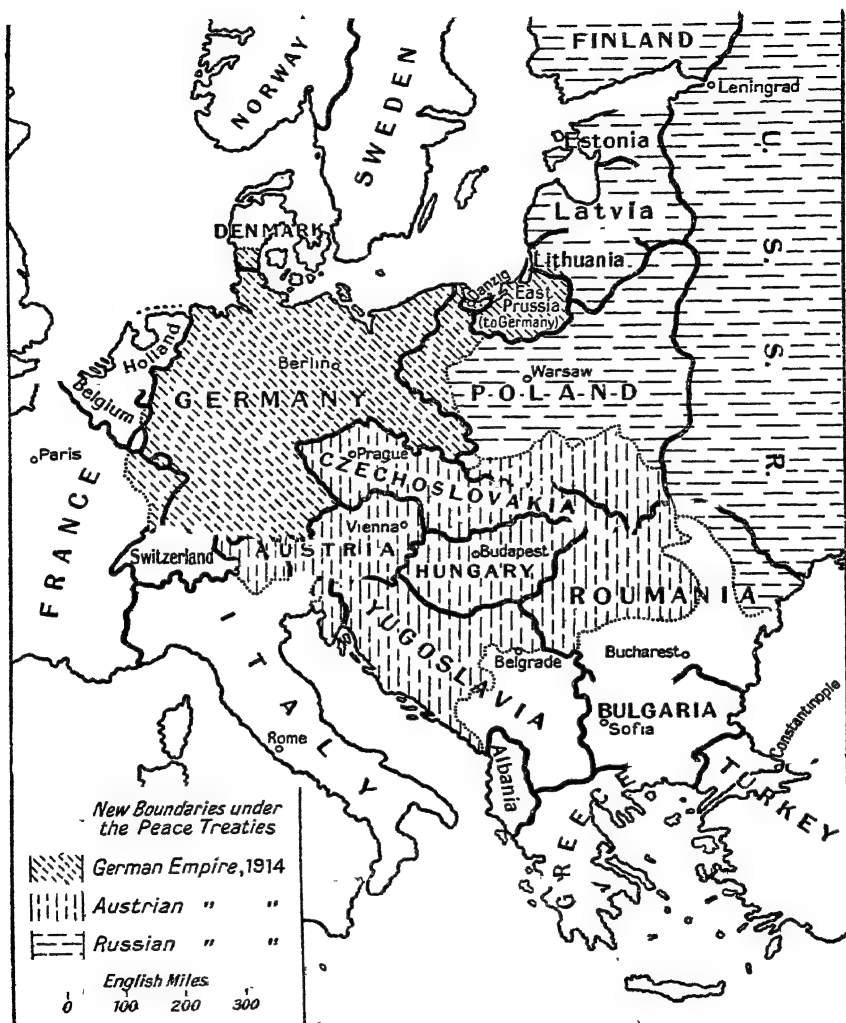 FINLAND
Leningrad
NORWAY
SWEDEN
U. S. S. R.
Estonia
Latvia
DENMARK
Lithuania
Danzig
East
Prussia
(to Germany)
Holland
Berlin
Warsaw
GERMANY
P-O-L-A-N-D
Belgium
Paris
Prague
CZECHOSLOVAKIA
FRANCE
Vienna
Switzerland
AUSTRIA
Budapest
HUNGARY
ROUMANIA
ITALY
YUGOSLAVIA
Belgrade
Bucharest
BULGARIA
Sofia
Constantinople
Rome
Albania
TURKEY
GREECE
New Boundaries under
the Peace Treaties
German Empire, 1914
Austrian " "
Russian " "
English Miles
0 100 200 300